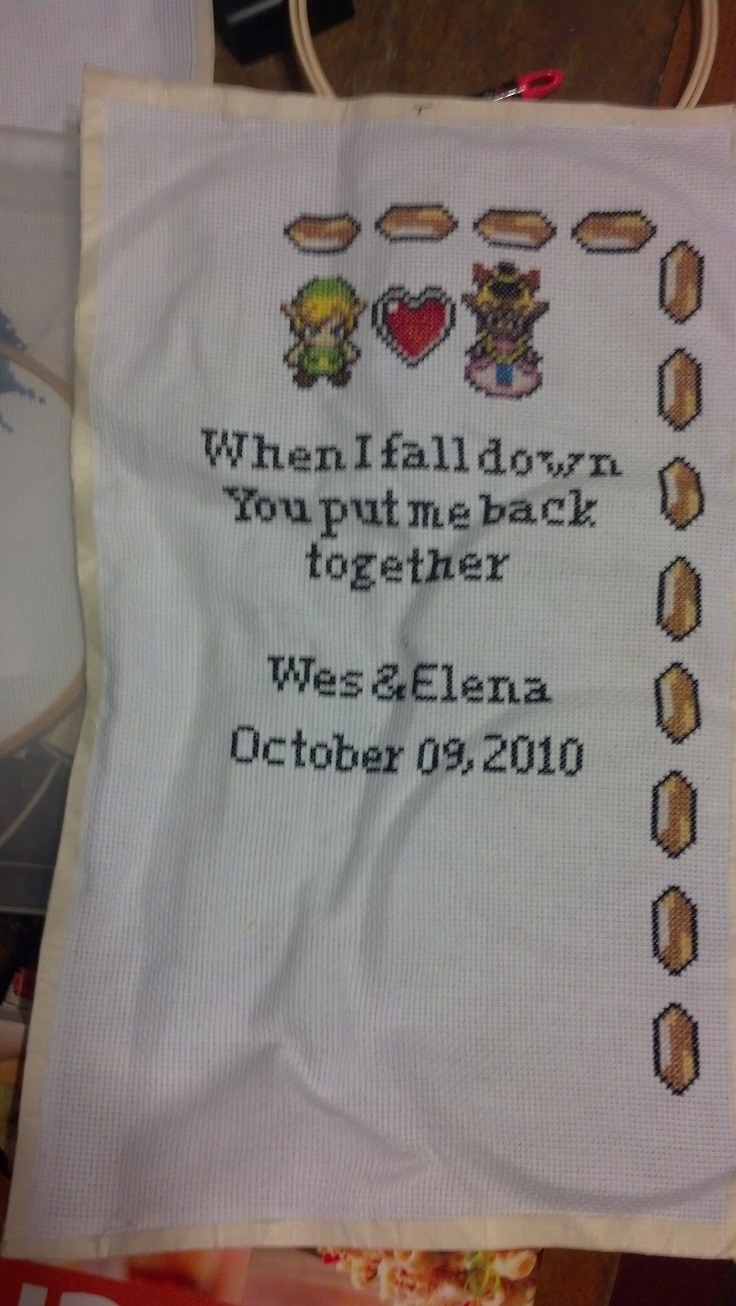 When I fall down
You put me back
together
Wes & Elena
October 09, 2010